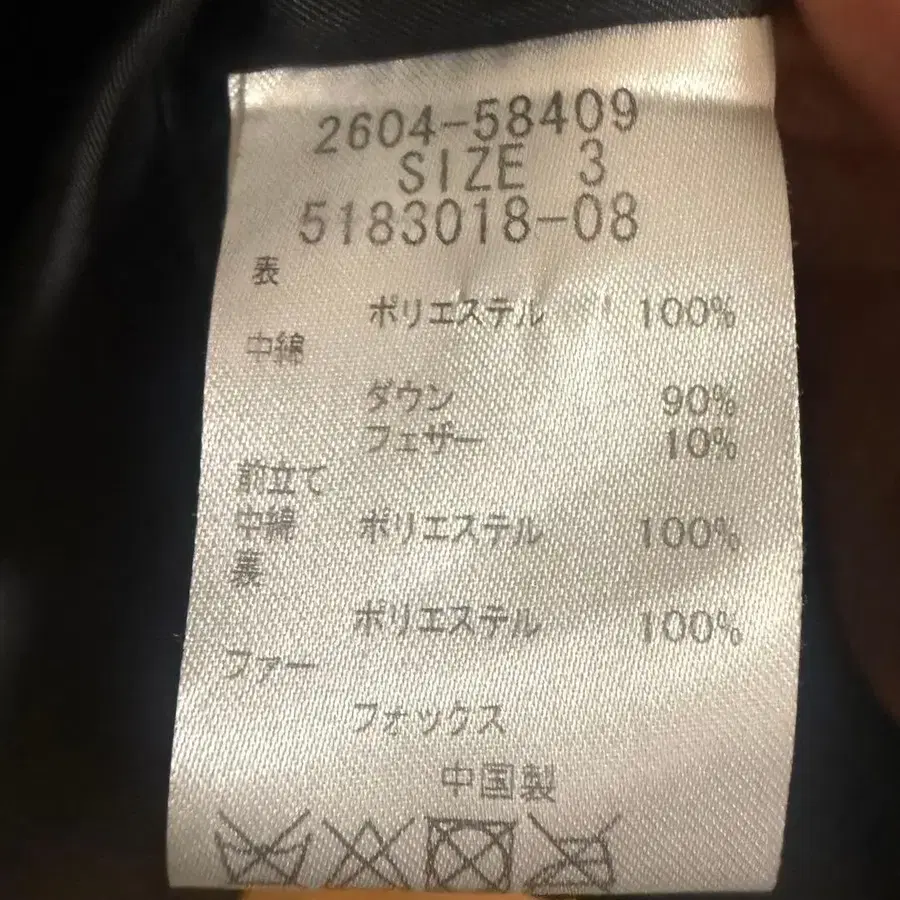 2604-58409
SIZE 3
5183018-08
表
ポリエステル 100%
中綿
ダウン 90%
フェザー 10%
前立て
中綿 ポリエステル 100%
裏
ポリエステル 100%
ファー
フォックス
中国製